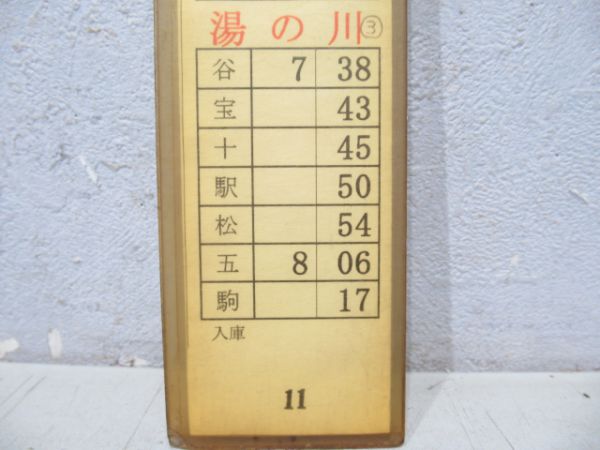 湯の川③
谷 7 38
宝 43
十 45
駅 50
松 54
五 8 06
駒 17
入庫
11